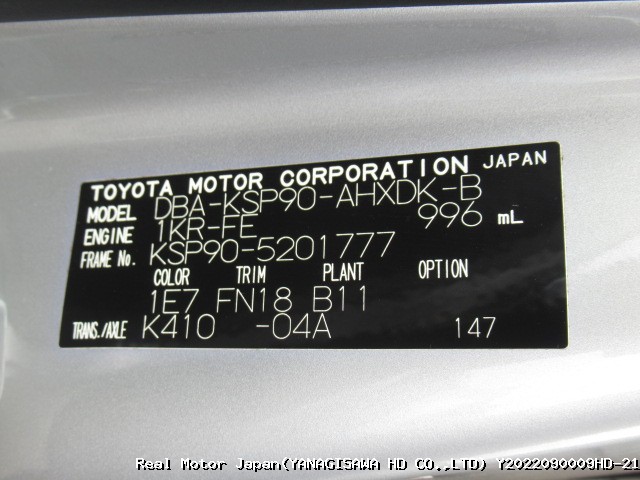 TOYOTA MOTOR CORPORATION JAPAN
MODEL DBA-KSP90-AHXDK-B
ENGINE 1KR-FE 996 mL
FRAME No. KSP90-5201777
COLOR TRIM PLANT OPTION
1E7 FN18 B11
TRANS./AXLE K410 -04A 147
Real Motor Japan(YANAGISAWA HD CO.,LTD) Y2022090009HD-21